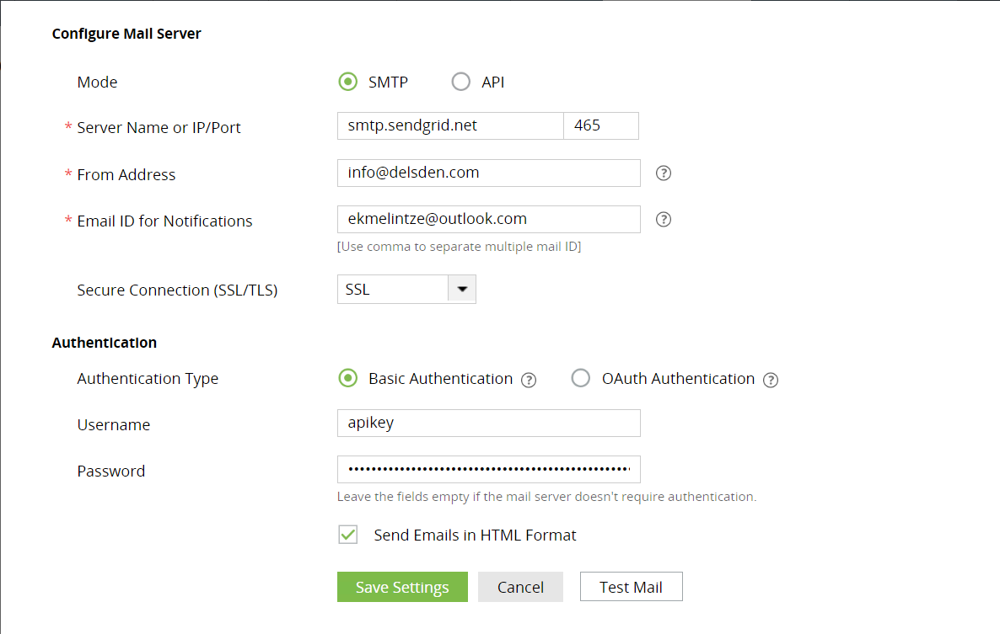 Configure Mail Server
Mode SMTP API
* Server Name or IP/Port smtp.sendgrid.net 465
* From Address info@delsden.com ?
* Email ID for Notifications ekmelintze@outlook.com ?
[Use comma to separate multiple mail ID]
Secure Connection (SSL/TLS) SSL
Authentication
Authentication Type Basic Authentication ? OAuth Authentication ?
Username apikey
Password
Leave the fields empty if the mail server doesn't require authentication.
Send Emails in HTML Format
Save Settings Cancel Test Mail